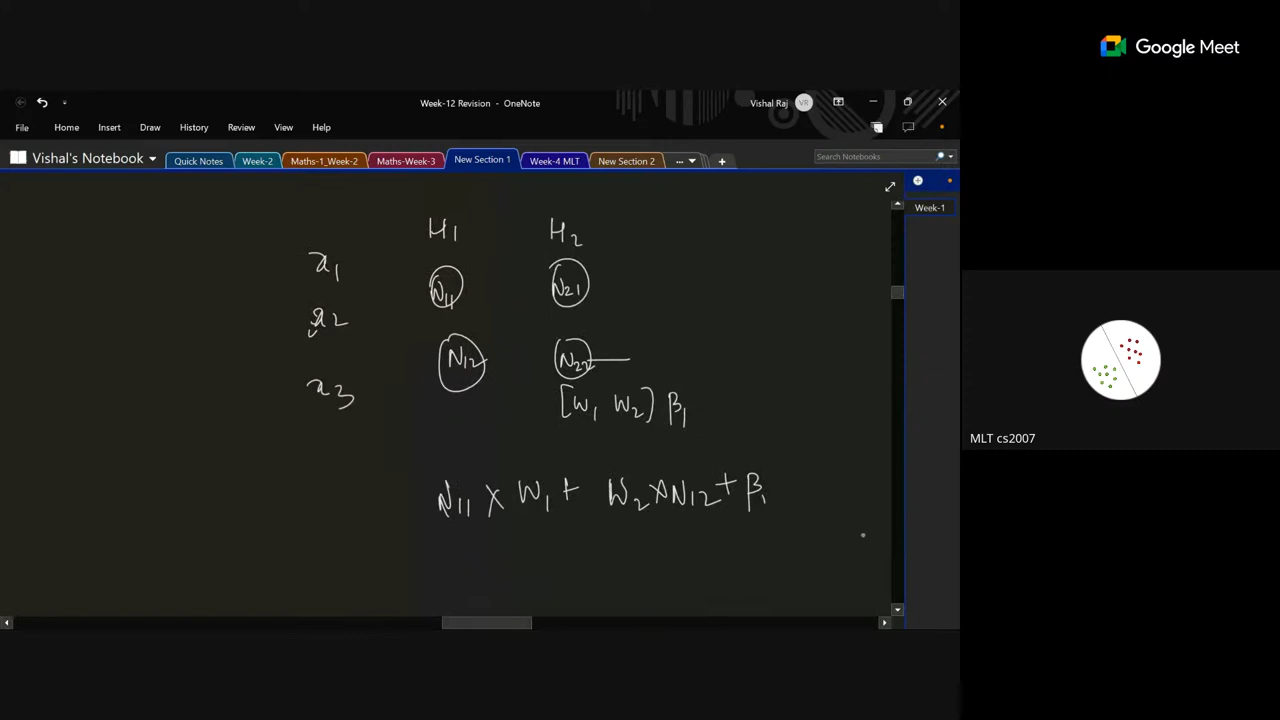 Google Meet
Week-12 Revision - OneNote
Vishal Raj
VR
File Home Insert Draw History Review View Help
Vishal's Notebook
Quick Notes
Week-2
Maths-1_Week-2
Maths-Week-3
New Section 1
Week-4 MLT
New Section 2
...
+
Search Notebooks
Week-1
H1 H2
x1
N11 N21
x2
N12 N22
x3
[W1 W2] β1
N11 × W1 + W2 × N12 + β1
MLT cs2007